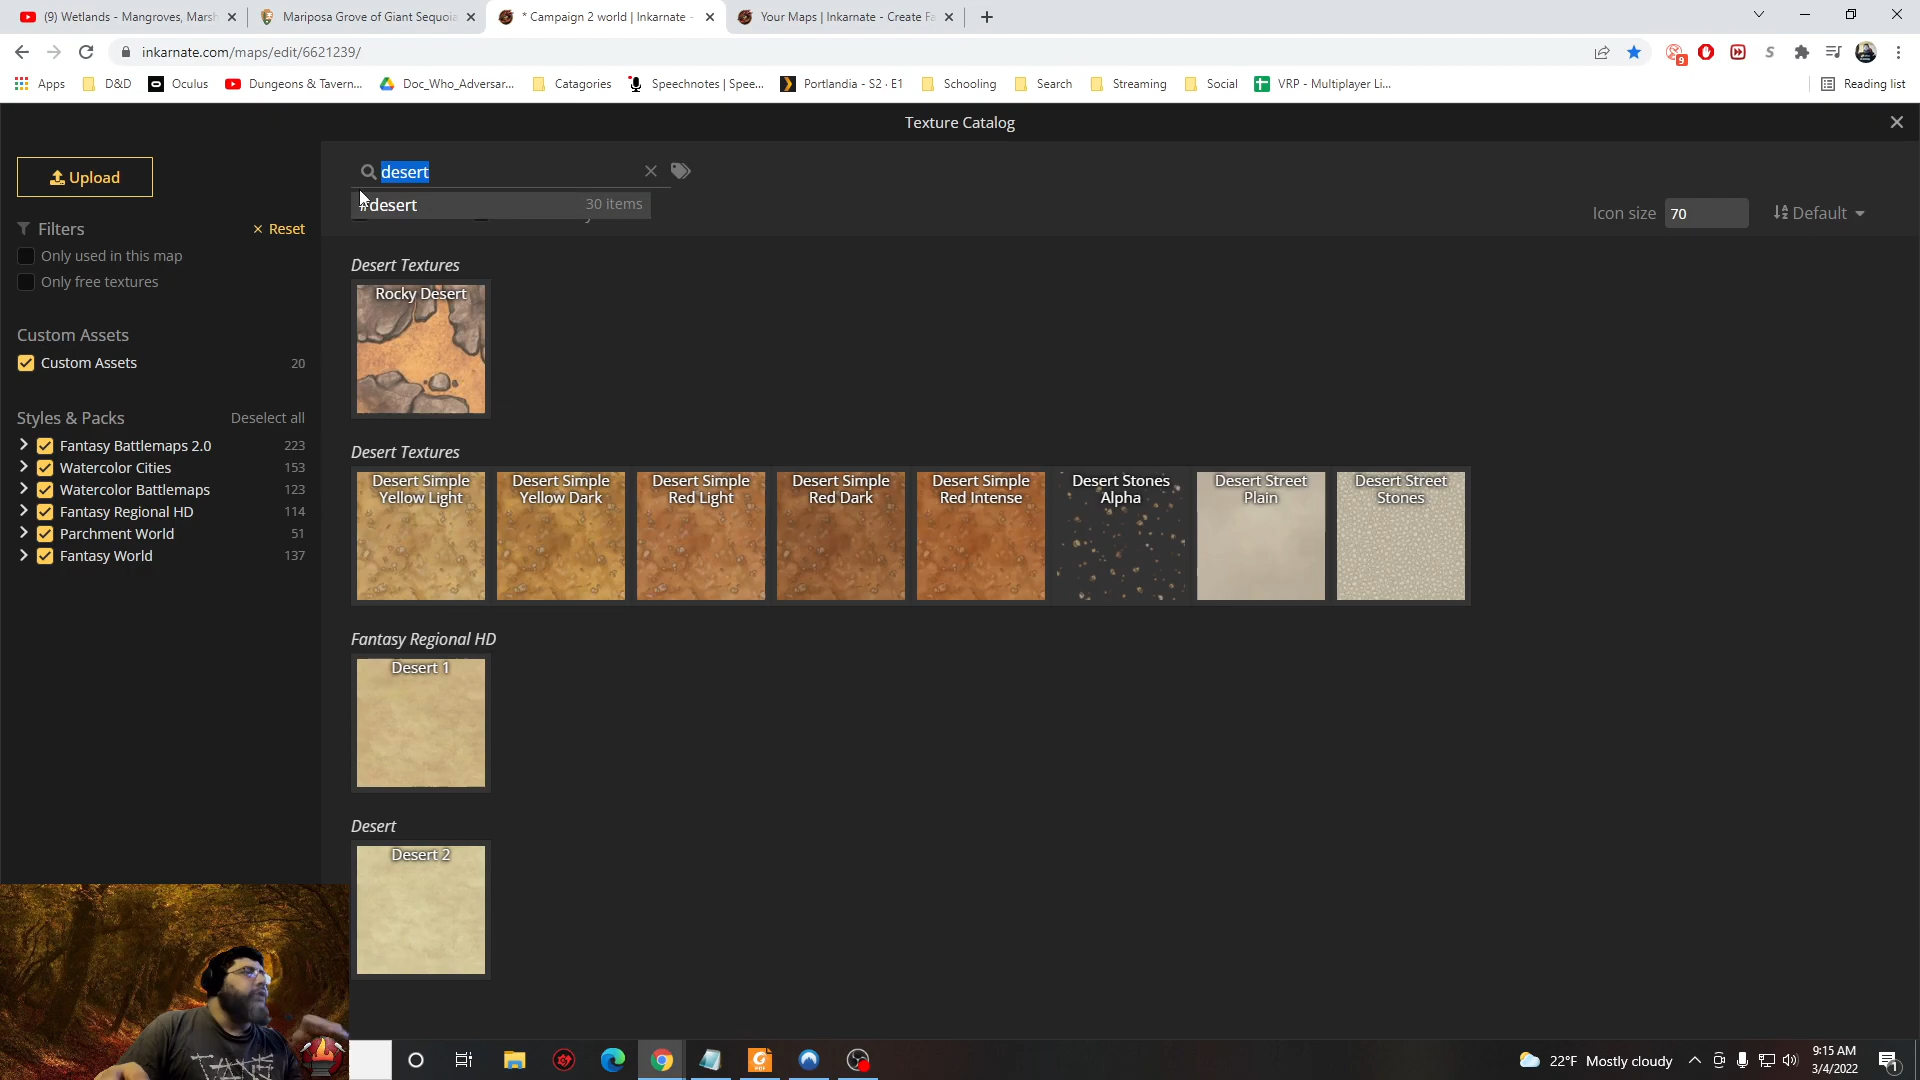 (9) Wetlands - Mangroves, Marsh
Mariposa Grove of Giant Sequoia
* Campaign 2 world | Inkarnate -
Your Maps | Inkarnate - Create Fa
inkarnate.com/maps/edit/6621239/
9
Apps
D&D
Oculus
Dungeons & Tavern...
Doc_Who_Adversar...
Catagories
Speechnotes | Spee...
Portlandia - S2 · E1
Schooling
Search
Streaming
Social
VRP - Multiplayer Li...
Reading list
Texture Catalog
Upload
desert
#desert
30 items
Icon size
70
Default
Filters
Reset
Only used in this map
Only free textures
Custom Assets
Custom Assets
20
Styles & Packs
Deselect all
Fantasy Battlemaps 2.0
223
Watercolor Cities
153
Watercolor Battlemaps
123
Fantasy Regional HD
114
Parchment World
51
Fantasy World
137
Desert Textures
Rocky Desert
Desert Textures
Desert Simple
Yellow Light
Desert Simple
Yellow Dark
Desert Simple
Red Light
Desert Simple
Red Dark
Desert Simple
Red Intense
Desert Stones
Alpha
Desert Street
Plain
Desert Street
Stones
Fantasy Regional HD
Desert 1
Desert
Desert 2
22°F Mostly cloudy
9:15 AM
3/4/2022
1